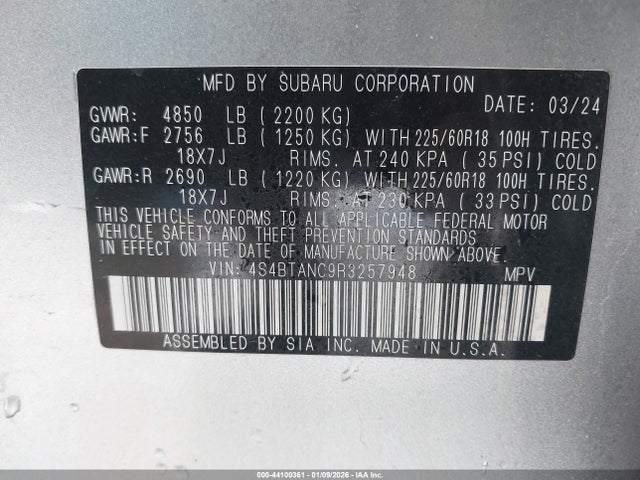 MFD BY SUBARU CORPORATION
DATE: 03/24
GVWR: 4850 LB (2200 KG)
GAWR:F 2756 LB (1250 KG) WITH 225/60R18 100H TIRES.
18X7J RIMS. AT 240 KPA (35 PSI) COLD
GAWR:R 2690 LB (1220 KG) WITH 225/60R18 100H TIRES.
18X7J RIMS. AT 230 KPA (33 PSI) COLD
THIS VEHICLE CONFORMS TO ALL APPLICABLE FEDERAL MOTOR
VEHICLE SAFETY AND THEFT PREVENTION STANDARDS
IN EFFECT ON THE DATE OF MANUFACTURE SHOWN ABOVE.
VIN: 4S4BTANC9R3257948 MPV
ASSEMBLED BY SIA INC. MADE IN U.S.A.
000-44100361 - 01/09/2026 - IAA Inc.